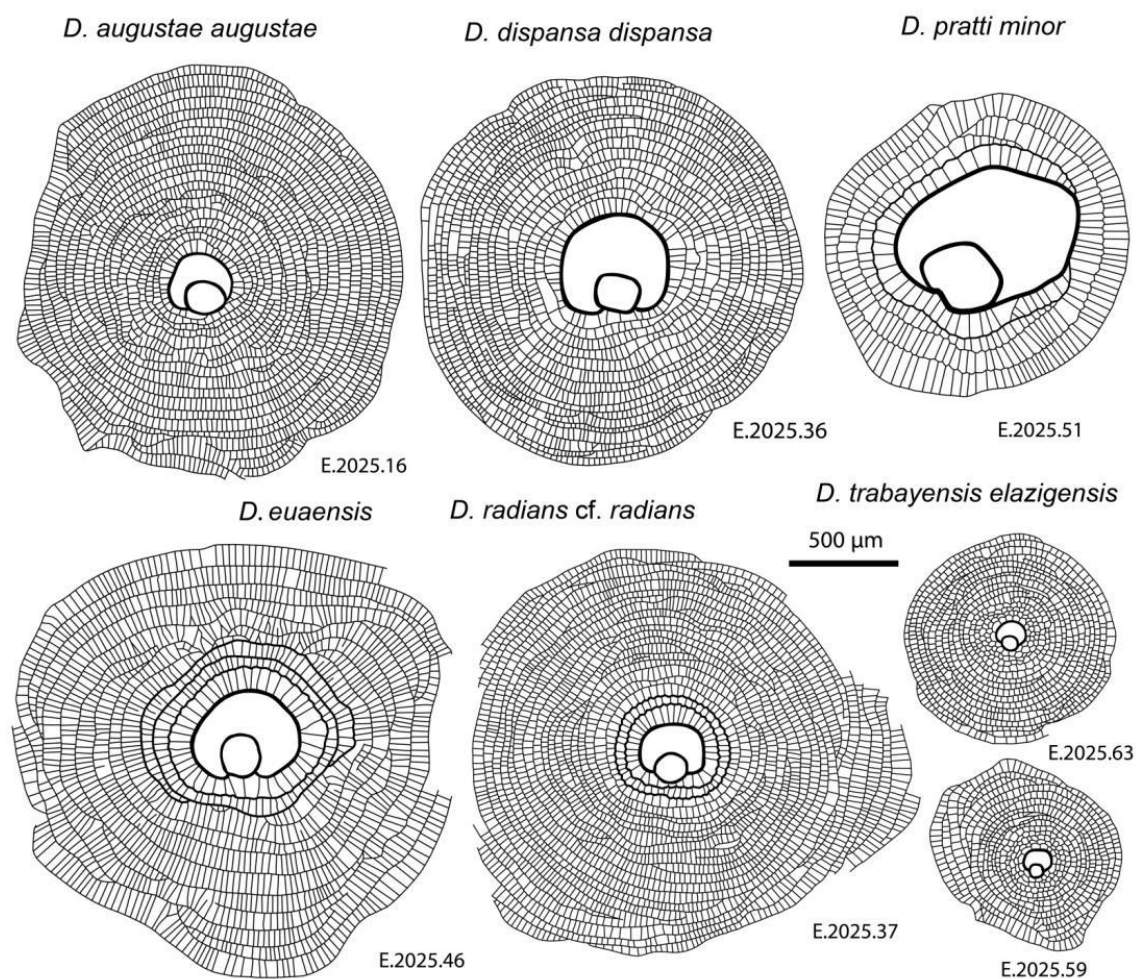 D. augustae augustae
D. dispansa dispansa
D. pratti minor
E.2025.16
E.2025.36
E.2025.51
D. euaensis
D. radians cf. radians
D. trabayensis elazigensis
500 µm
E.2025.63
E.2025.46
E.2025.37
E.2025.59